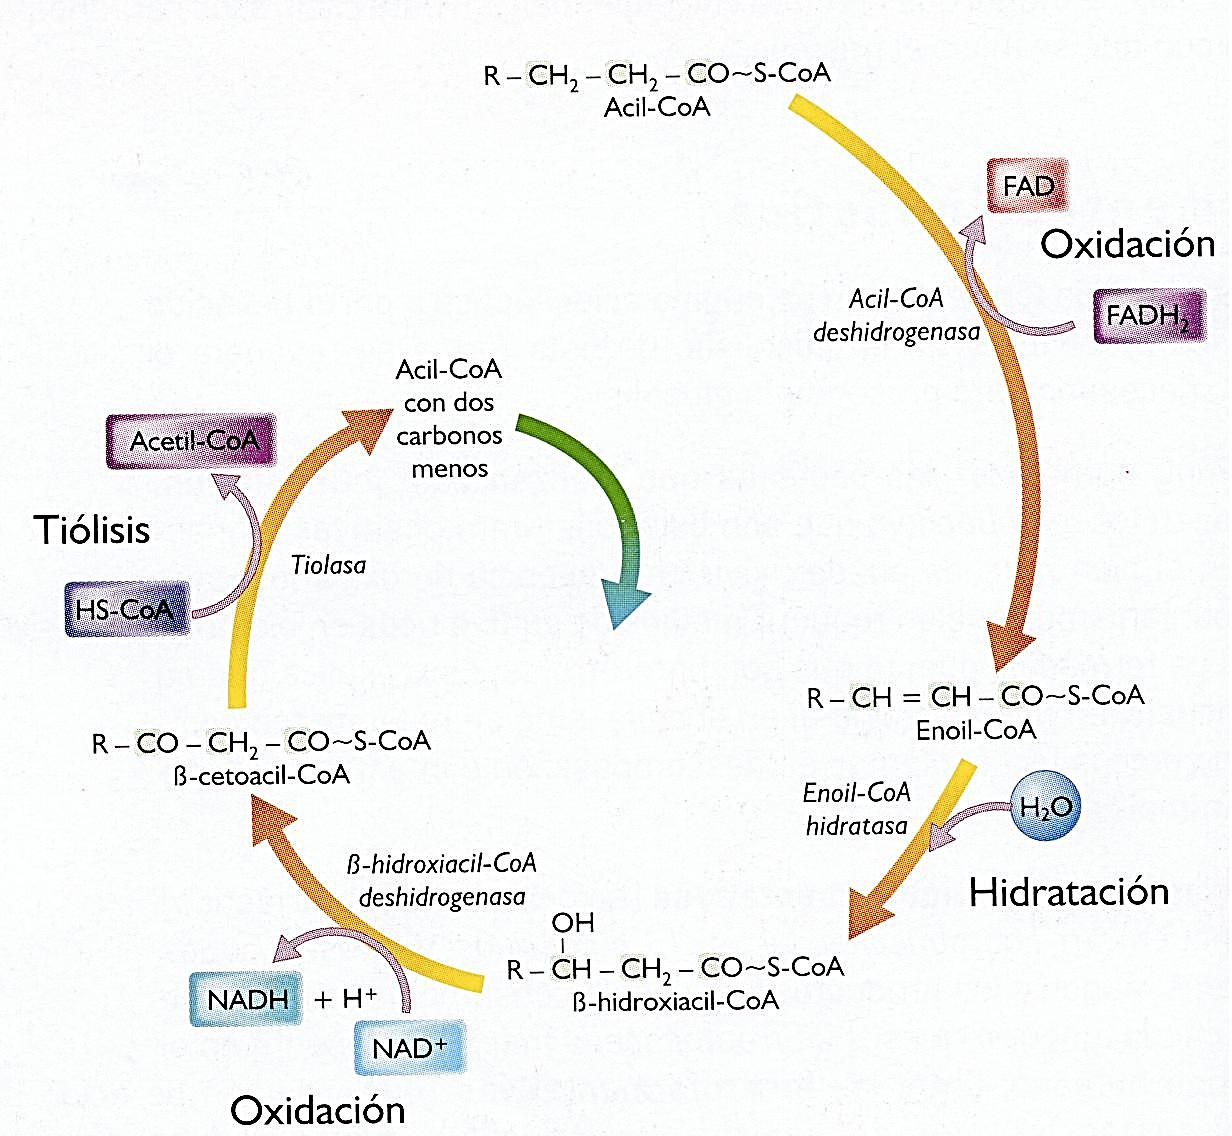 R – CH₂ – CH₂ – CO~S-CoA
Acil-CoA
FAD
Oxidación
Acil-CoA
deshidrogenasa
FADH₂
Acil-CoA
con dos
carbonos
menos
Acetil-CoA
Tiólisis
Tiolasa
HS-CoA
R – CH = CH – CO~S-CoA
Enoil-CoA
R – CO – CH₂ – CO~S-CoA
ß-cetoacil-CoA
Enoil-CoA
hidratasa
H₂O
Hidratación
ß-hidroxiacil-CoA
deshidrogenasa
OH
R – CH – CH₂ – CO~S-CoA
ß-hidroxiacil-CoA
NADH + H⁺
NAD⁺
Oxidación